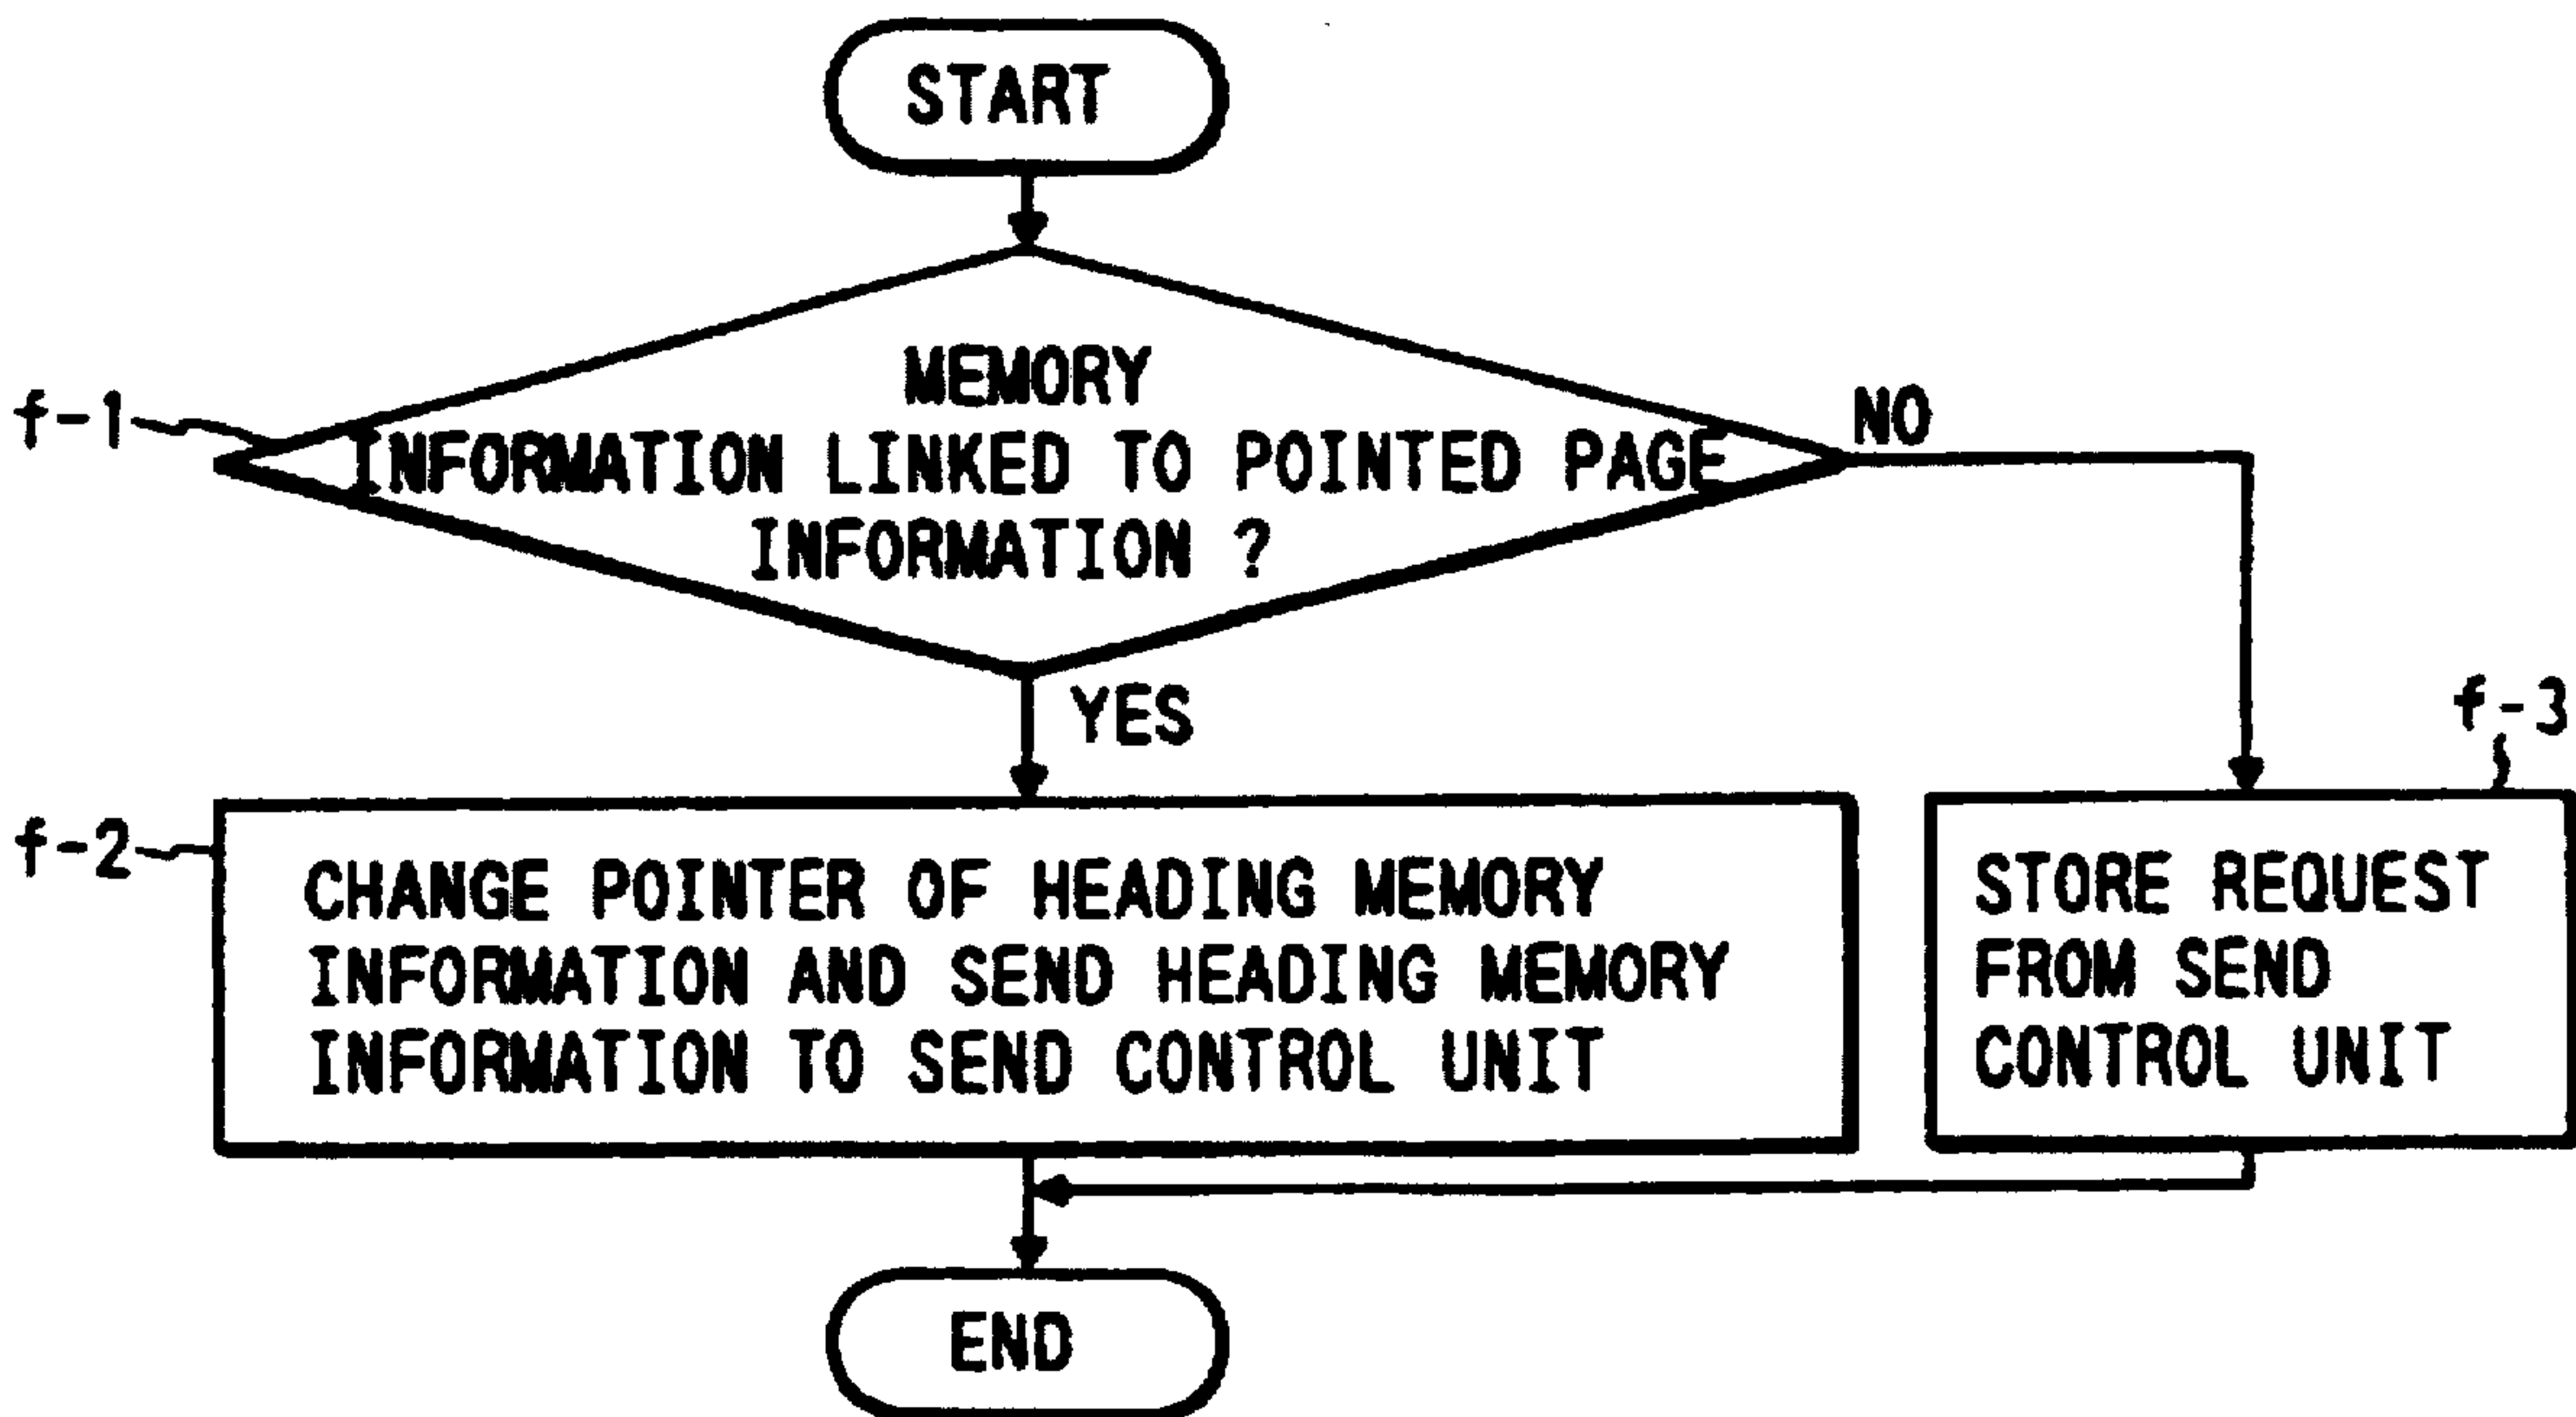 START
f-1
MEMORY
INFORMATION LINKED TO POINTED PAGE
INFORMATION ?
NO
YES
f-3
f-2
CHANGE POINTER OF HEADING MEMORY
INFORMATION AND SEND HEADING MEMORY
INFORMATION TO SEND CONTROL UNIT
STORE REQUEST
FROM SEND
CONTROL UNIT
END